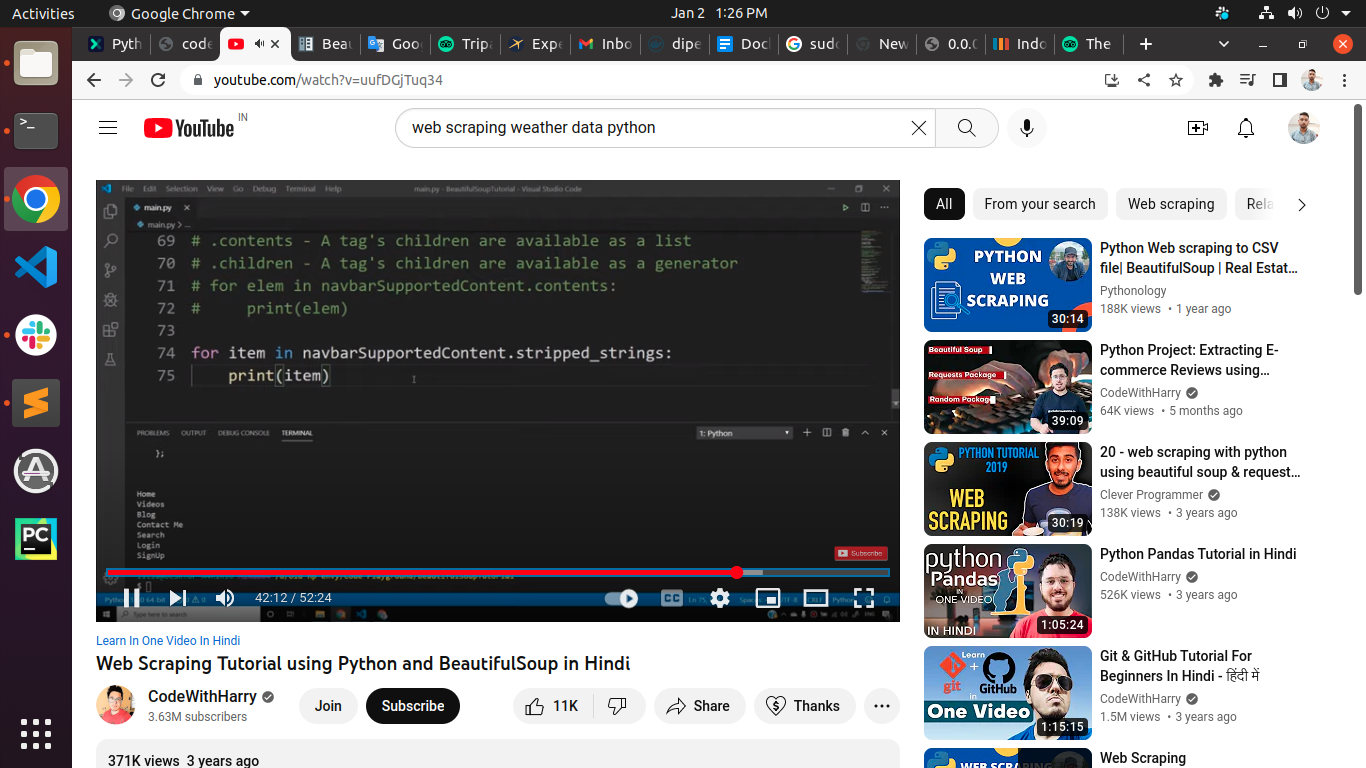 Activities
Google Chrome
Jan 2 1:26 PM
Pyth
code
Beau
Goo
Trip
Expe
Inbo
dipe
Docl
sudo
New
0.0.0
Indo
The
youtube.com/watch?v=uufDGjTuq34
YouTube IN
web scraping weather data python
File Edit Selection View Go Debug Terminal Help
main.py - BeautifulSoupTutorial - Visual Studio Code
main.py
main.py > ...
69 # .contents - A tag's children are available as a list
70 # .children - A tag's children are available as a generator
71 # for elem in navbarSupportedContent.contents:
72 #     print(elem)
73
74 for item in navbarSupportedContent.stripped_strings:
75     print(item)
PROBLEMS OUTPUT DEBUG CONSOLE TERMINAL
1: Python
};
Home
Videos
Blog
Contact Me
Search
Login
SignUp
Subscribe
42:12 / 52:24
Learn In One Video In Hindi
Web Scraping Tutorial using Python and BeautifulSoup in Hindi
CodeWithHarry
3.63M subscribers
Join
Subscribe
11K
Share
Thanks
371K views 3 years ago
All
From your search
Web scraping
Rela
PYTHON
WEB
SCRAPING
30:14
Python Web scraping to CSV
file| BeautifulSoup | Real Estat…
Pythonology
188K views • 1 year ago
Beautiful Soup
Requests Package
Random Package
39:09
Python Project: Extracting E-
commerce Reviews using…
CodeWithHarry
64K views • 5 months ago
PYTHON TUTORIAL
2019
WEB
SCRAPING
30:19
20 - web scraping with python
using beautiful soup & request…
Clever Programmer
138K views • 3 years ago
python
Pandas
IN
ONE VIDEO
IN HINDI
1:05:24
Python Pandas Tutorial in Hindi
CodeWithHarry
526K views • 3 years ago
Learn
git
+
GitHub
in
One Video
1:15:15
Git & GitHub Tutorial For
Beginners In Hindi - हिंदी में
CodeWithHarry
1.5M views • 3 years ago
Web Scraping